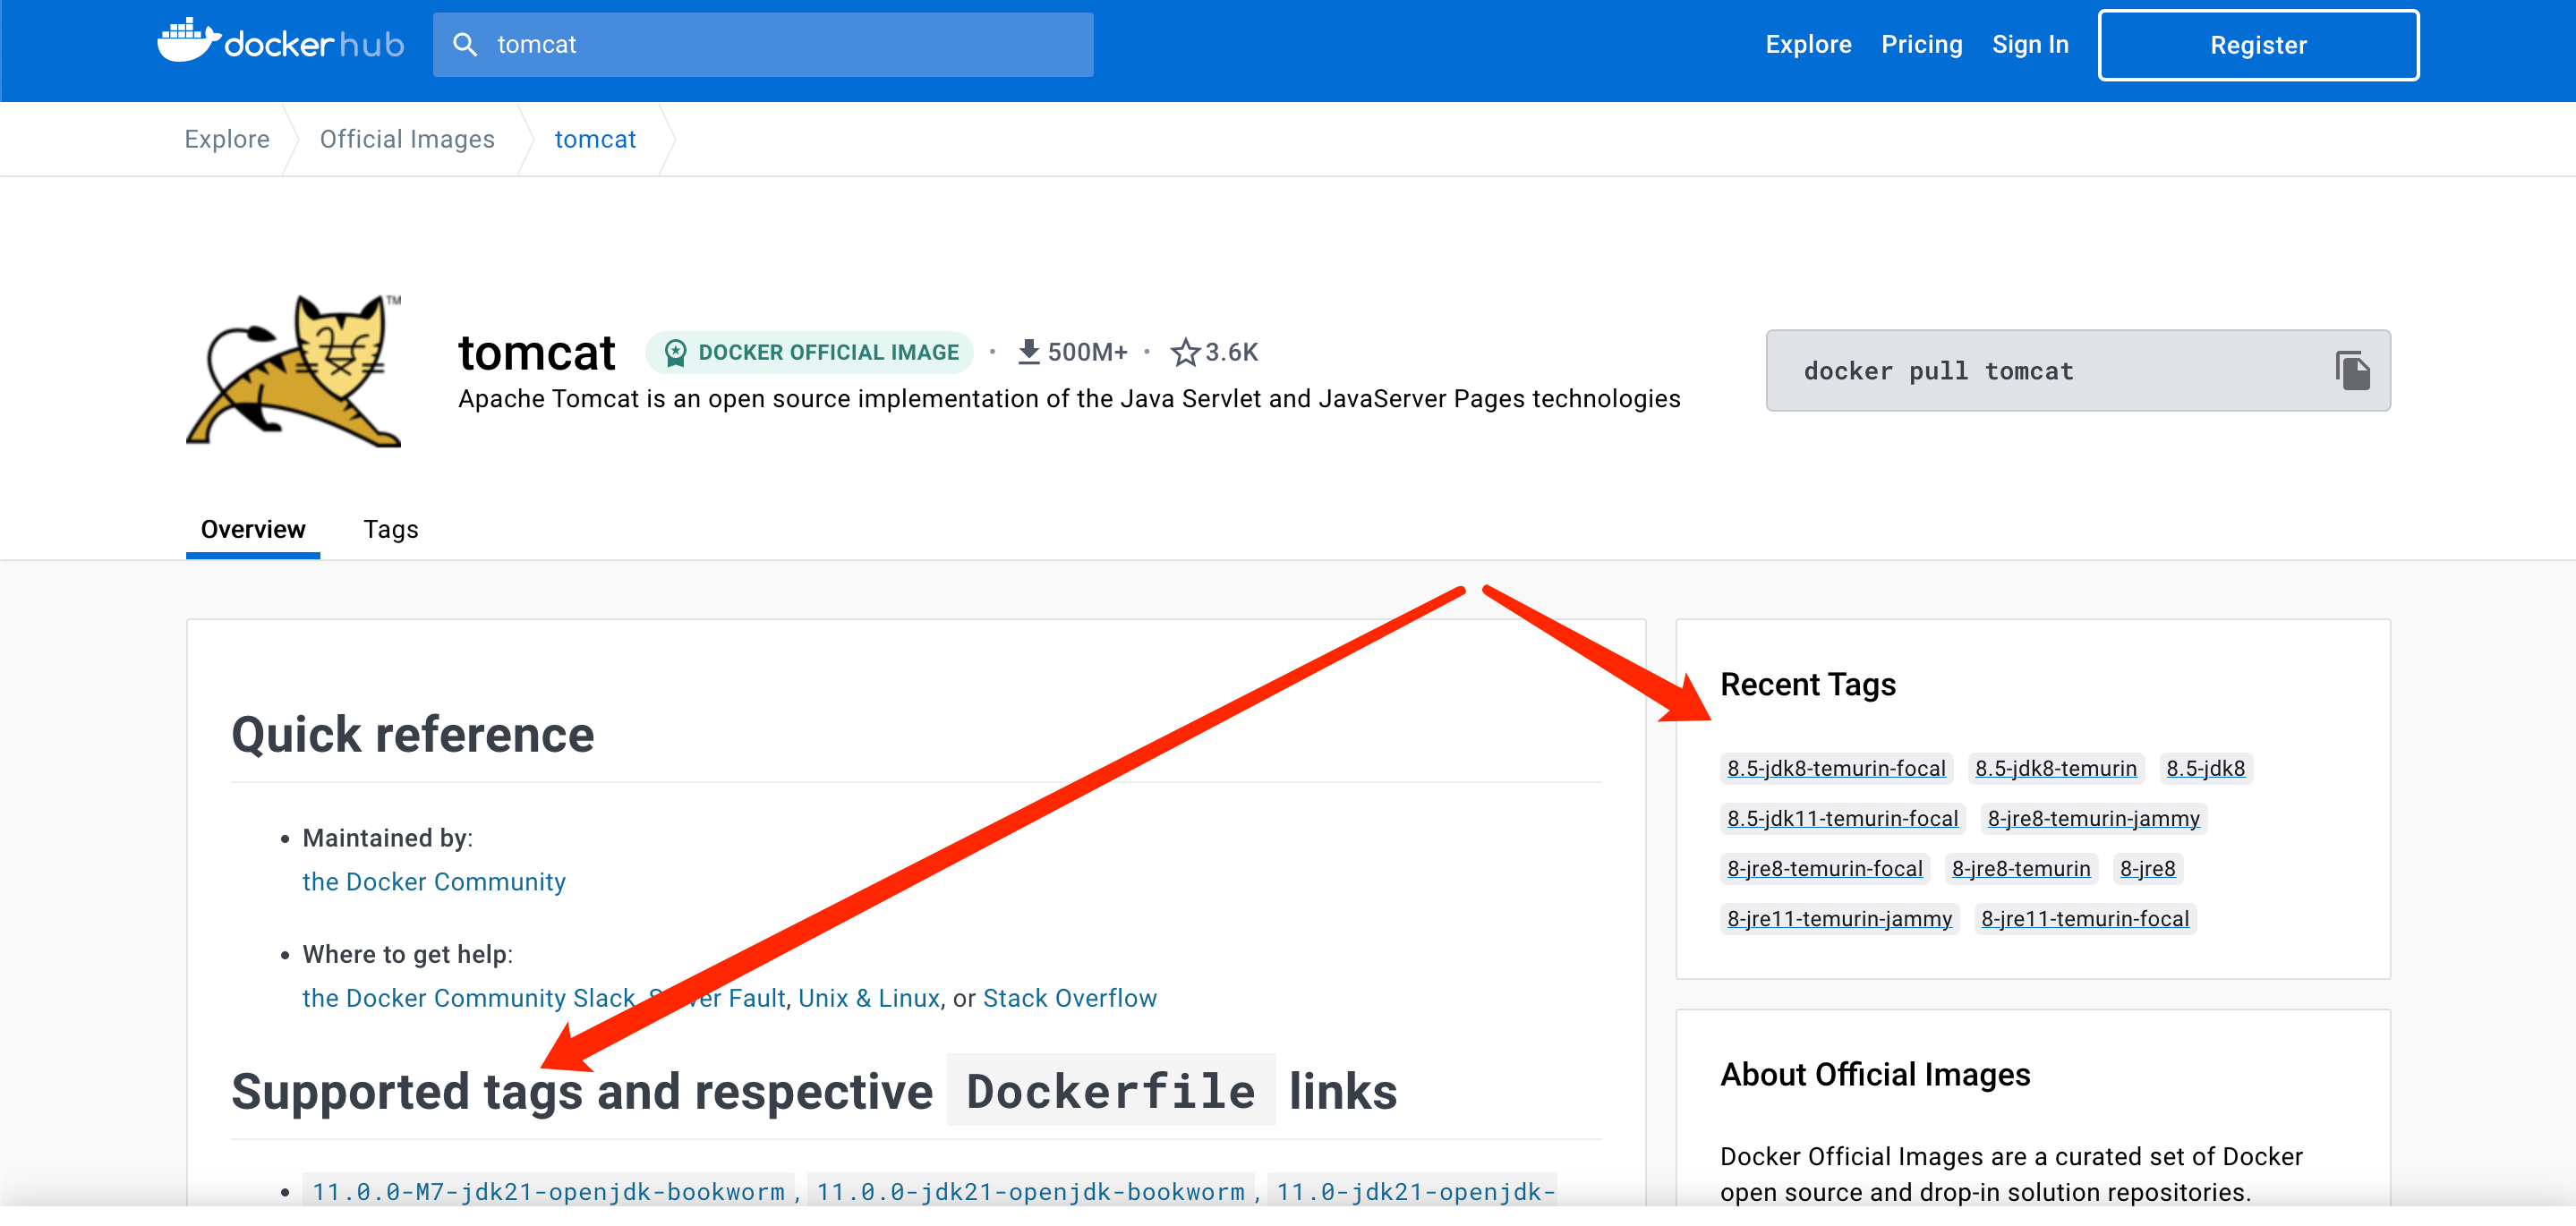 docker hub
tomcat
Explore Pricing Sign In Register
Explore Official Images tomcat
TM
tomcat DOCKER OFFICIAL IMAGE · 500M+ · 3.6K
Apache Tomcat is an open source implementation of the Java Servlet and JavaServer Pages technologies
docker pull tomcat
Overview Tags
Quick reference
• Maintained by:
the Docker Community
• Where to get help:
the Docker Community Slack, Server Fault, Unix & Linux, or Stack Overflow
Supported tags and respective Dockerfile links
• 11.0.0-M7-jdk21-openjdk-bookworm, 11.0.0-jdk21-openjdk-bookworm, 11.0-jdk21-openjdk-
Recent Tags
8.5-jdk8-temurin-focal 8.5-jdk8-temurin 8.5-jdk8
8.5-jdk11-temurin-focal 8-jre8-temurin-jammy
8-jre8-temurin-focal 8-jre8-temurin 8-jre8
8-jre11-temurin-jammy 8-jre11-temurin-focal
About Official Images
Docker Official Images are a curated set of Docker
open source and drop-in solution repositories.